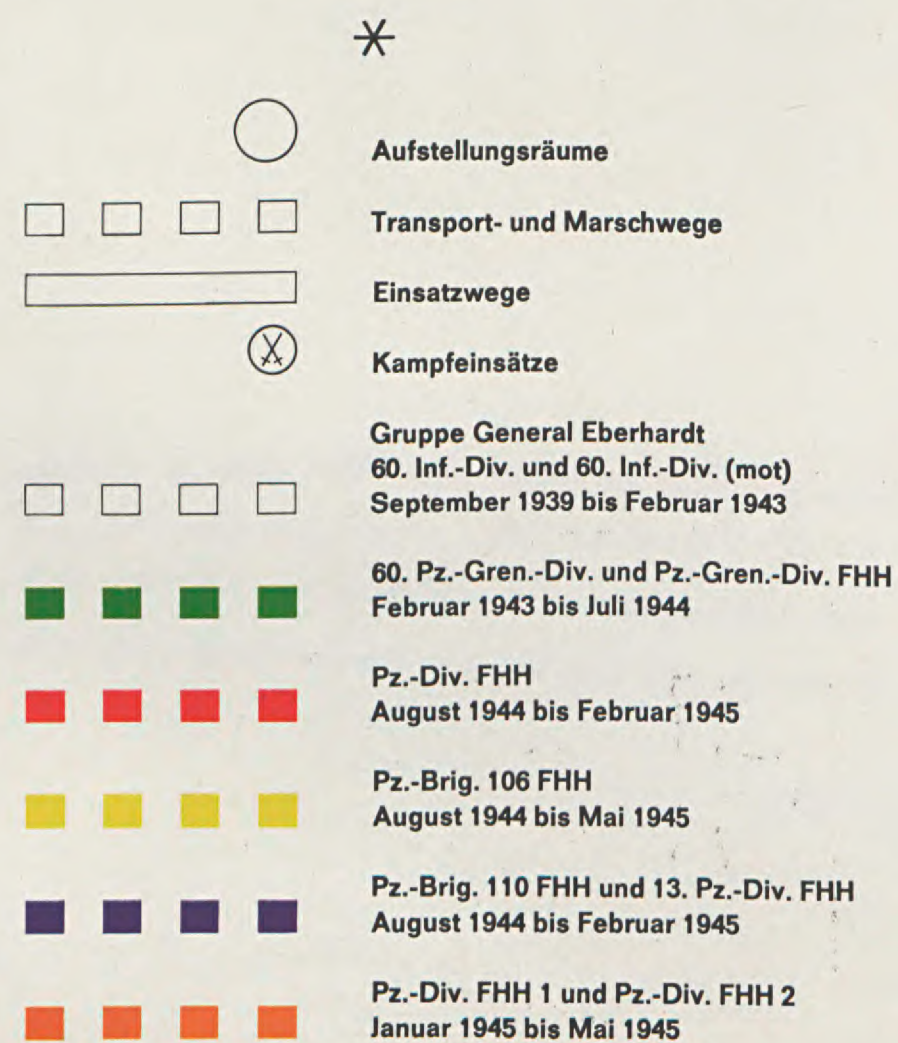 Aufstellungsräume
Transport- und Marschwege
Einsatzwege
Kampfeinsätze
Gruppe General Eberhardt
60. Inf.-Div. und 60. Inf.-Div. (mot)
September 1939 bis Februar 1943
60. Pz.-Gren.-Div. und Pz.-Gren.-Div. FHH
Februar 1943 bis Juli 1944
Pz.-Div. FHH
August 1944 bis Februar 1945
Pz.-Brig. 106 FHH
August 1944 bis Mai 1945
Pz.-Brig. 110 FHH und 13. Pz.-Div. FHH
August 1944 bis Februar 1945
Pz.-Div. FHH 1 und Pz.-Div. FHH 2
Januar 1945 bis Mai 1945